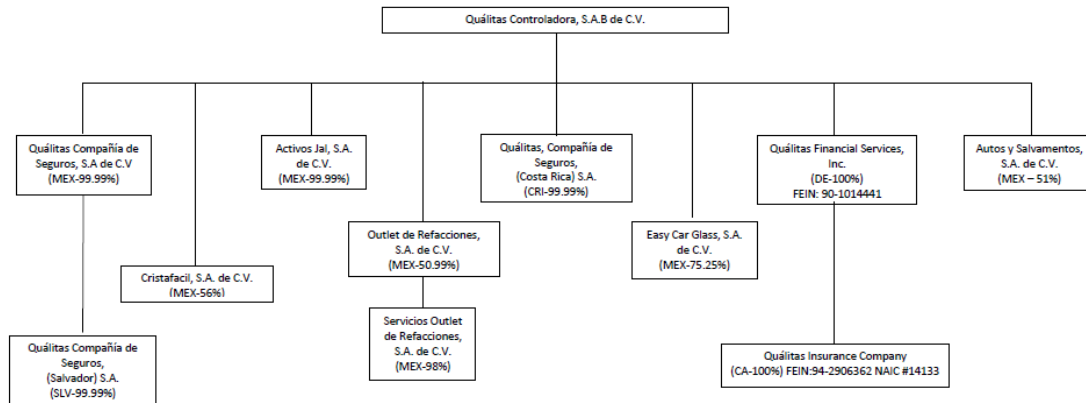 Quálitas Controladora, S.A.B de C.V.
Quálitas Compañía de
Seguros, S.A de C.V
(MEX-99.99%)
Activos Jal, S.A.
de C.V.
(MEX-99.99%)
Quálitas, Compañía de
Seguros,
(Costa Rica) S.A.
(CRI-99.99%)
Quálitas Financial Services,
Inc.
(DE-100%)
FEIN: 90-1014441
Autos y Salvamentos,
S.A. de C.V.
(MEX – 51%)
Outlet de Refacciones,
S.A. de C.V.
(MEX-50.99%)
Easy Car Glass, S.A.
de C.V.
(MEX-75.25%)
Cristafacil, S.A. de C.V.
(MEX-56%)
Servicios Outlet
de Refacciones,
S.A. de C.V.
(MEX-98%)
Quálitas Compañía de
Seguros,
(Salvador) S.A.
(SLV-99.99%)
Quálitas Insurance Company
(CA-100%) FEIN:94-2906362 NAIC #14133